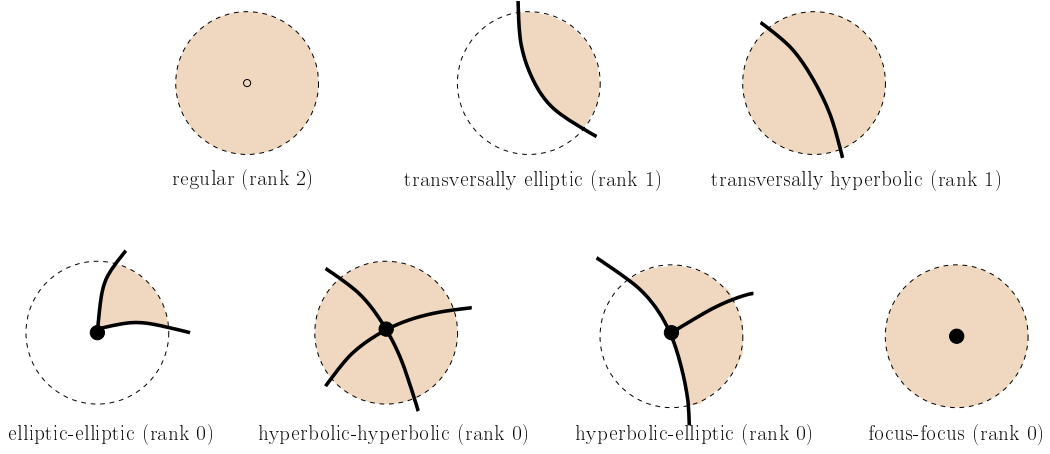 regular (rank 2)
transversally elliptic (rank 1)
transversally hyperbolic (rank 1)
elliptic-elliptic (rank 0)
hyperbolic-hyperbolic (rank 0)
hyperbolic-elliptic (rank 0)
focus-focus (rank 0)